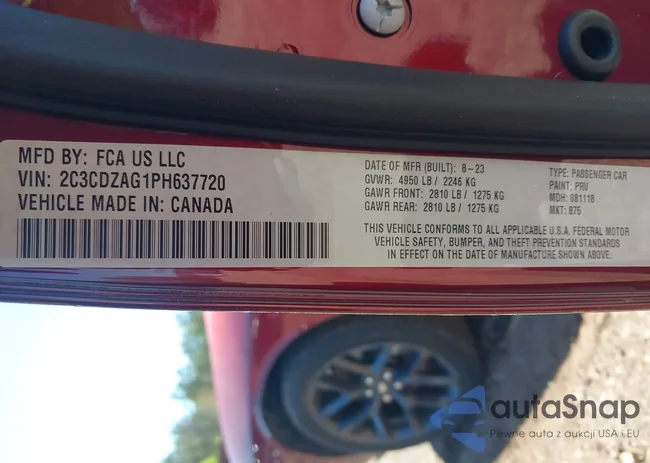 MFD BY: FCA US LLC
VIN: 2C3CDZAG1PH637720
VEHICLE MADE IN: CANADA
DATE OF MFR (BUILT): 8-23
GVWR: 4950 LB / 2246 KG
GAWR FRONT: 2810 LB / 1275 KG
GAWR REAR: 2810 LB / 1275 KG
TYPE: PASSENGER CAR
PAINT: PRV
MDH: 081118
MKT: 875
THIS VEHICLE CONFORMS TO ALL APPLICABLE U.S.A. FEDERAL MOTOR
VEHICLE SAFETY, BUMPER, AND THEFT PREVENTION STANDARDS
IN EFFECT ON THE DATE OF MANUFACTURE SHOWN ABOVE.
autaSnap
Pewne auta z aukcji USA i EU